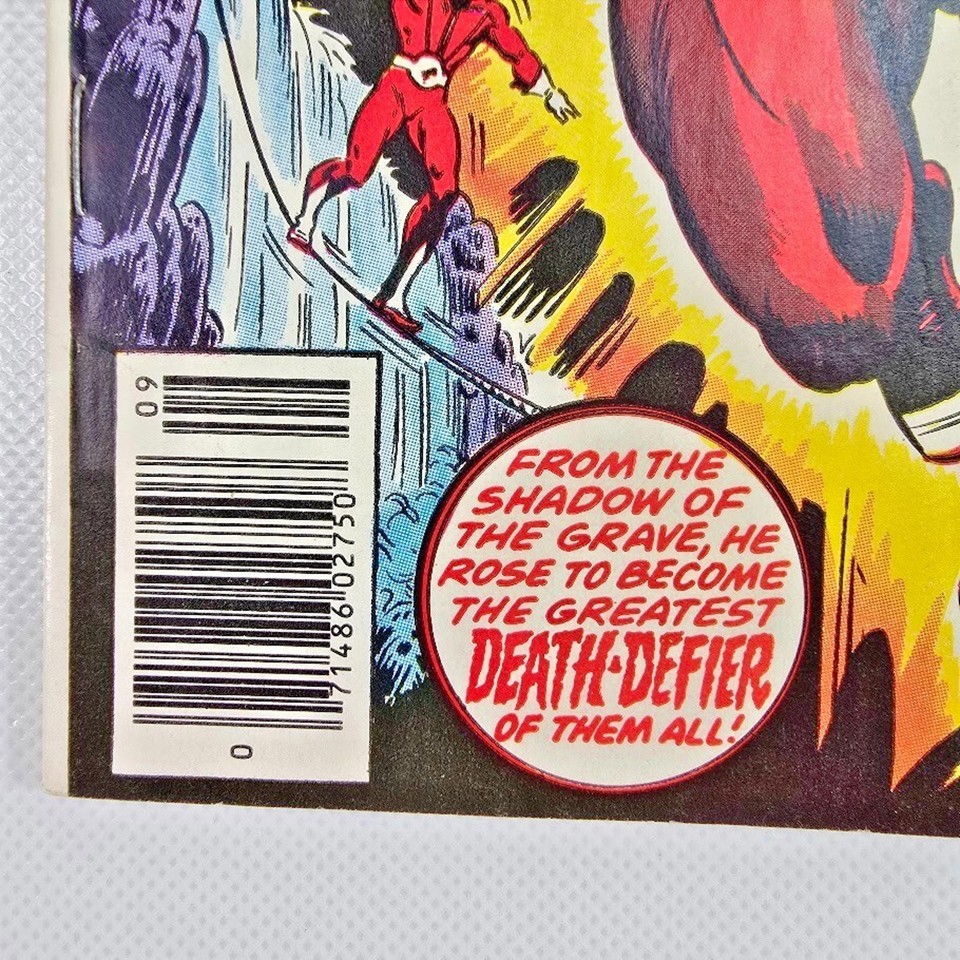 09
0 71486 02750
FROM THE
SHADOW OF
THE GRAVE, HE
ROSE TO BECOME
THE GREATEST
DEATH-DEFIER
OF THEM ALL!